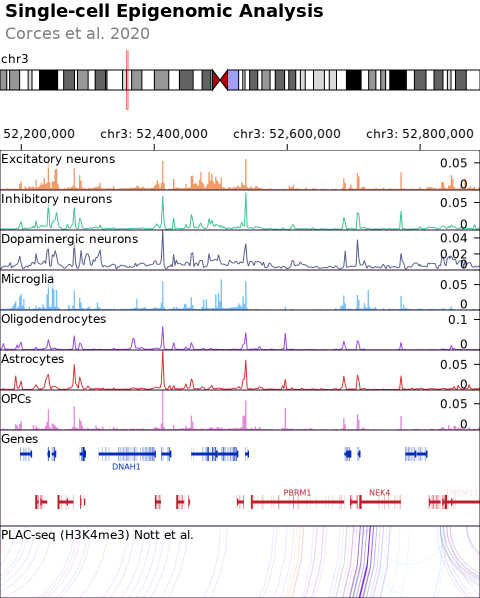 Single-cell Epigenomic Analysis
Corces et al. 2020
chr3
52,200,000 chr3: 52,400,000 chr3: 52,600,000 chr3: 52,800,000
Excitatory neurons 0.05
0
Inhibitory neurons 0.05
0
Dopaminergic neurons 0.04
0.02
0
Microglia 0.05
0
Oligodendrocytes 0.1
0
Astrocytes 0.05
0
OPCs 0.05
0
Genes
DNAH1
PBRM1 NEK4
PLAC-seq (H3K4me3) Nott et al.